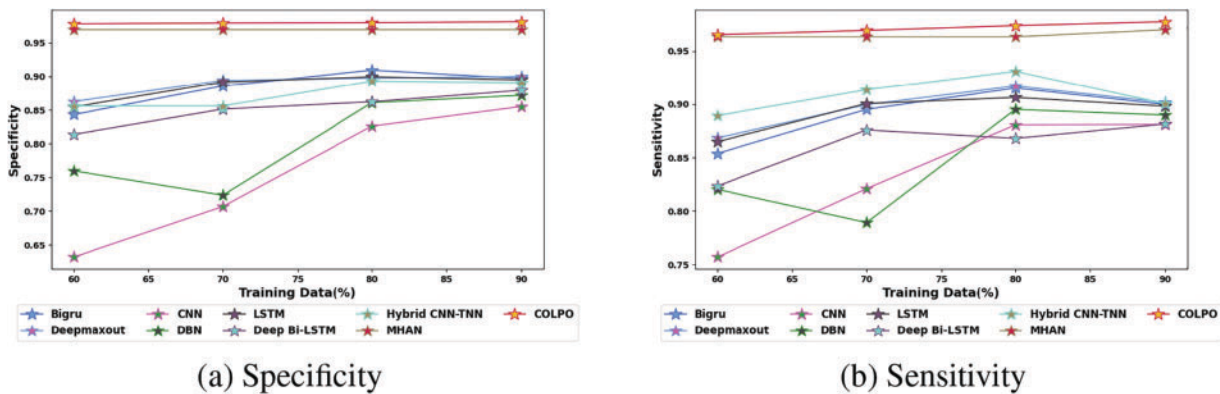 Specificity
0.95
0.90
0.85
0.80
0.75
0.70
0.65
60 65 70 75 80 85 90
Training Data(%)
Bigru CNN LSTM Hybrid CNN-TNN COLPO
Deepmaxout DBN Deep Bi-LSTM MHAN
(a) Specificity
Sensitivity
0.95
0.90
0.85
0.80
0.75
60 65 70 75 80 85 90
Training Data(%)
Bigru CNN LSTM Hybrid CNN-TNN COLPO
Deepmaxout DBN Deep Bi-LSTM MHAN
(b) Sensitivity